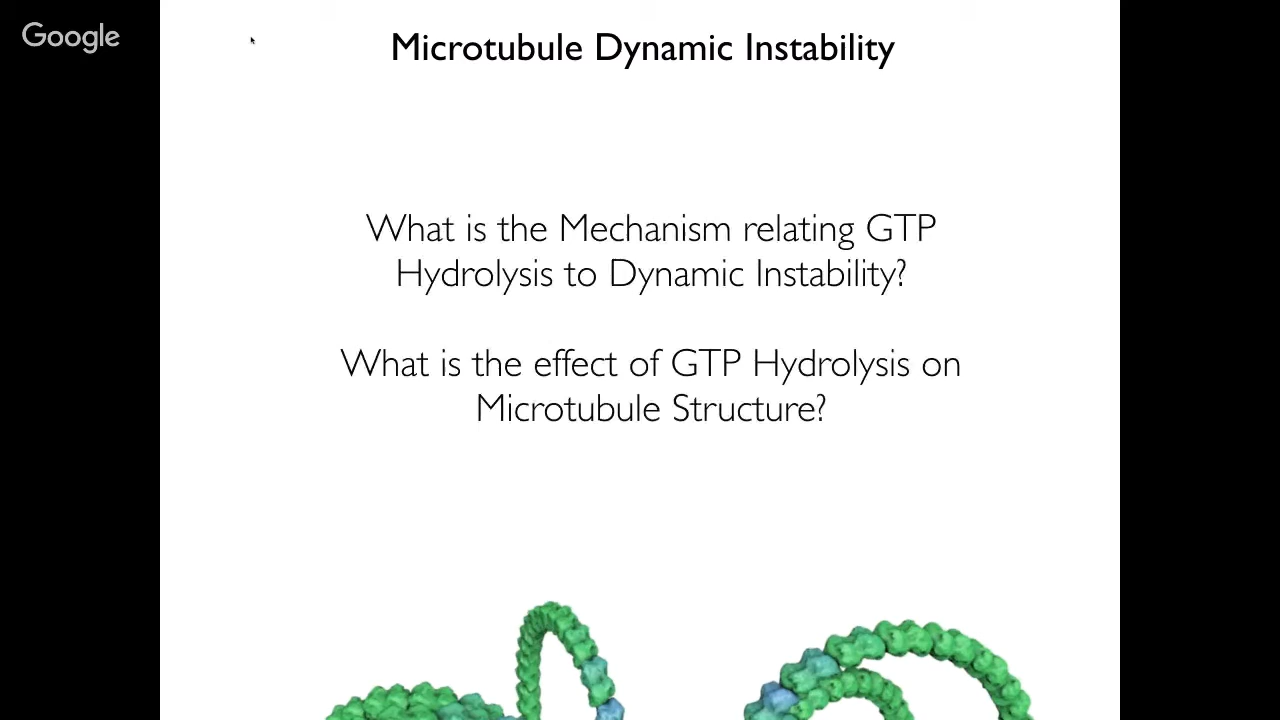 Google
Microtubule Dynamic Instability
What is the Mechanism relating GTP
Hydrolysis to Dynamic Instability?
What is the effect of GTP Hydrolysis on
Microtubule Structure?